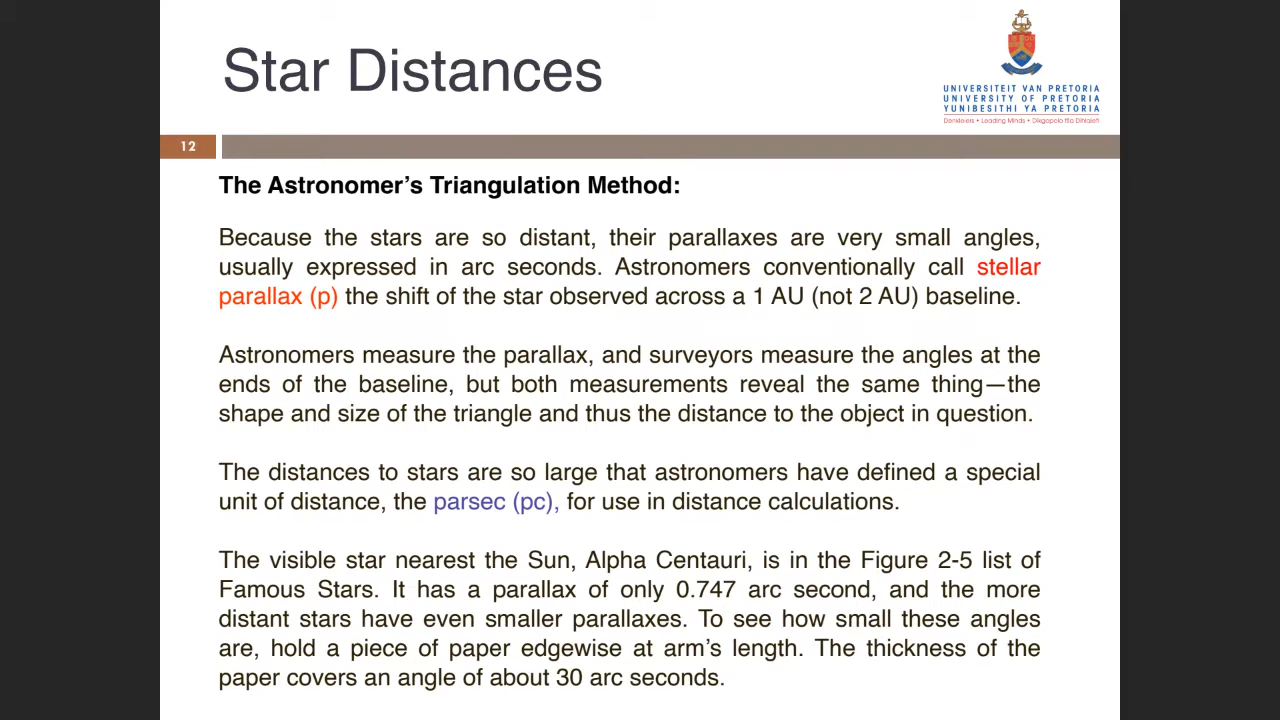 Star Distances
UNIVERSITEIT VAN PRETORIA
UNIVERSITY OF PRETORIA
YUNIBESITHI YA PRETORIA
Denkleiers • Leading Minds • Dikgopolo tša Dihlalefi
12
The Astronomer’s Triangulation Method:
Because the stars are so distant, their parallaxes are very small angles,
usually expressed in arc seconds. Astronomers conventionally call stellar
parallax (p) the shift of the star observed across a 1 AU (not 2 AU) baseline.
Astronomers measure the parallax, and surveyors measure the angles at the
ends of the baseline, but both measurements reveal the same thing—the
shape and size of the triangle and thus the distance to the object in question.
The distances to stars are so large that astronomers have defined a special
unit of distance, the parsec (pc), for use in distance calculations.
The visible star nearest the Sun, Alpha Centauri, is in the Figure 2-5 list of
Famous Stars. It has a parallax of only 0.747 arc second, and the more
distant stars have even smaller parallaxes. To see how small these angles
are, hold a piece of paper edgewise at arm’s length. The thickness of the
paper covers an angle of about 30 arc seconds.